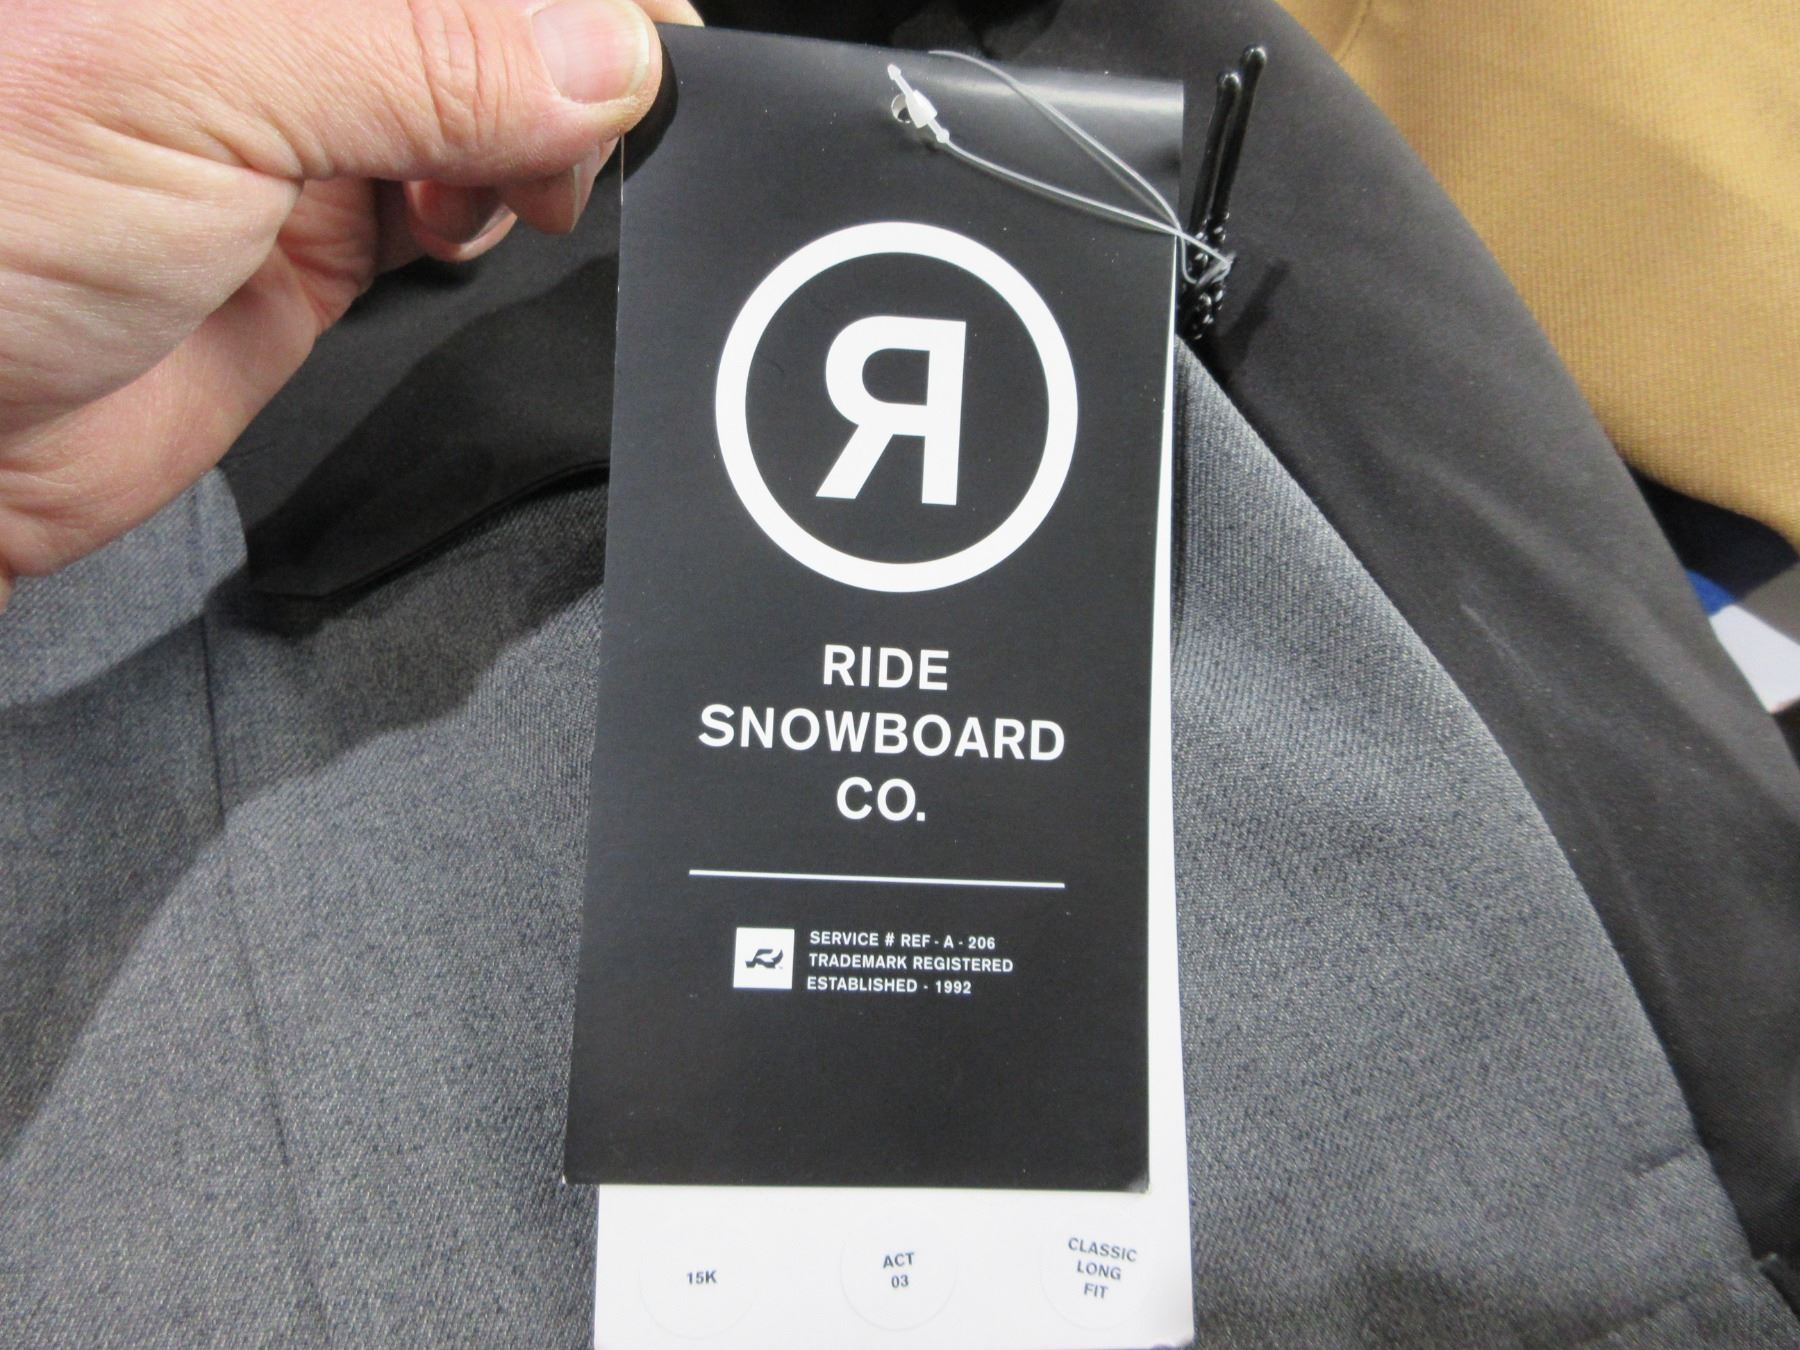 R
RIDE
SNOWBOARD
CO.
SERVICE # REF - A - 206
TRADEMARK REGISTERED
ESTABLISHED - 1992
15K
ACT
03
CLASSIC
LONG
FIT